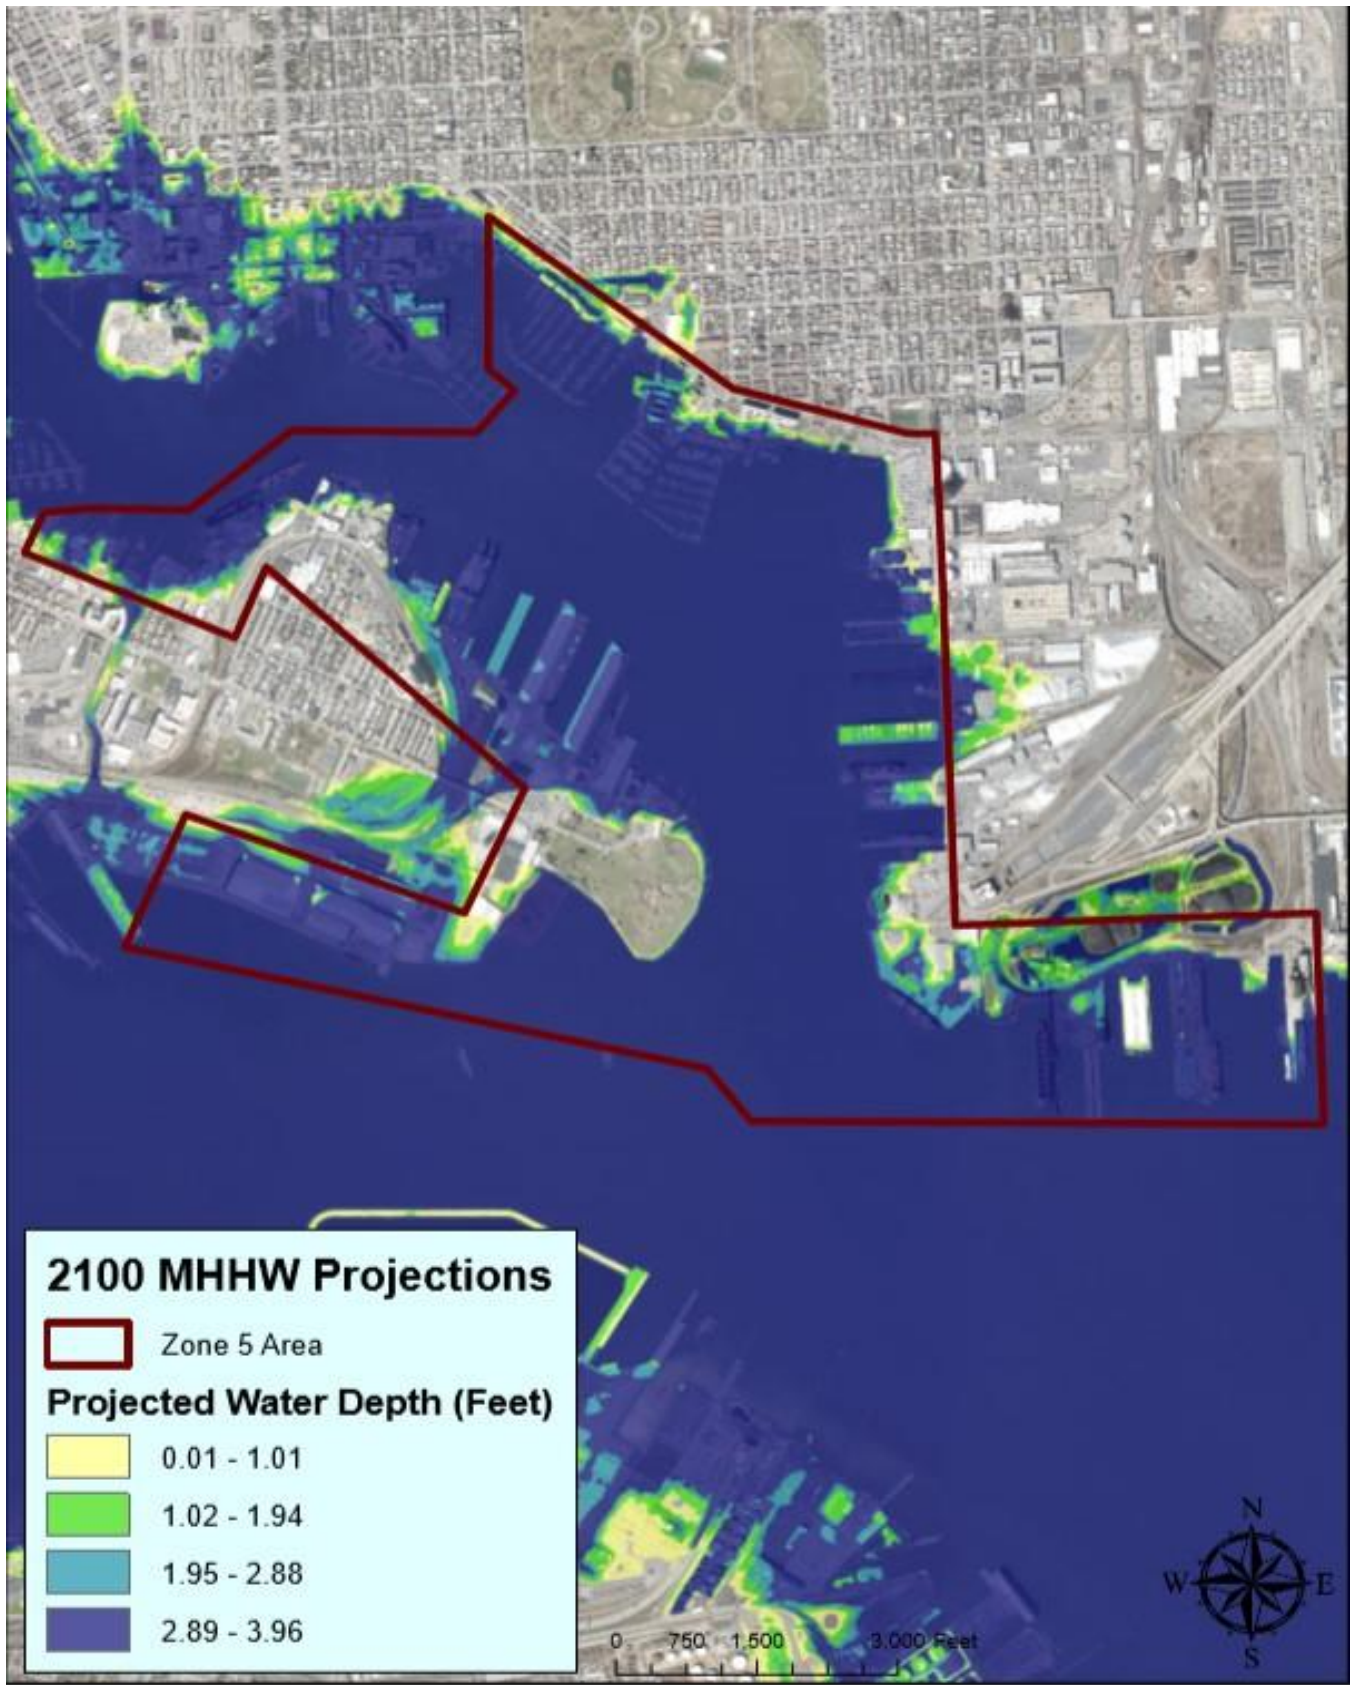 2100 MHHW Projections
Zone 5 Area
Projected Water Depth (Feet)
0.01 - 1.01
1.02 - 1.94
1.95 - 2.88
2.89 - 3.96
0 750 1,500 3,000 Feet
N
W E
S